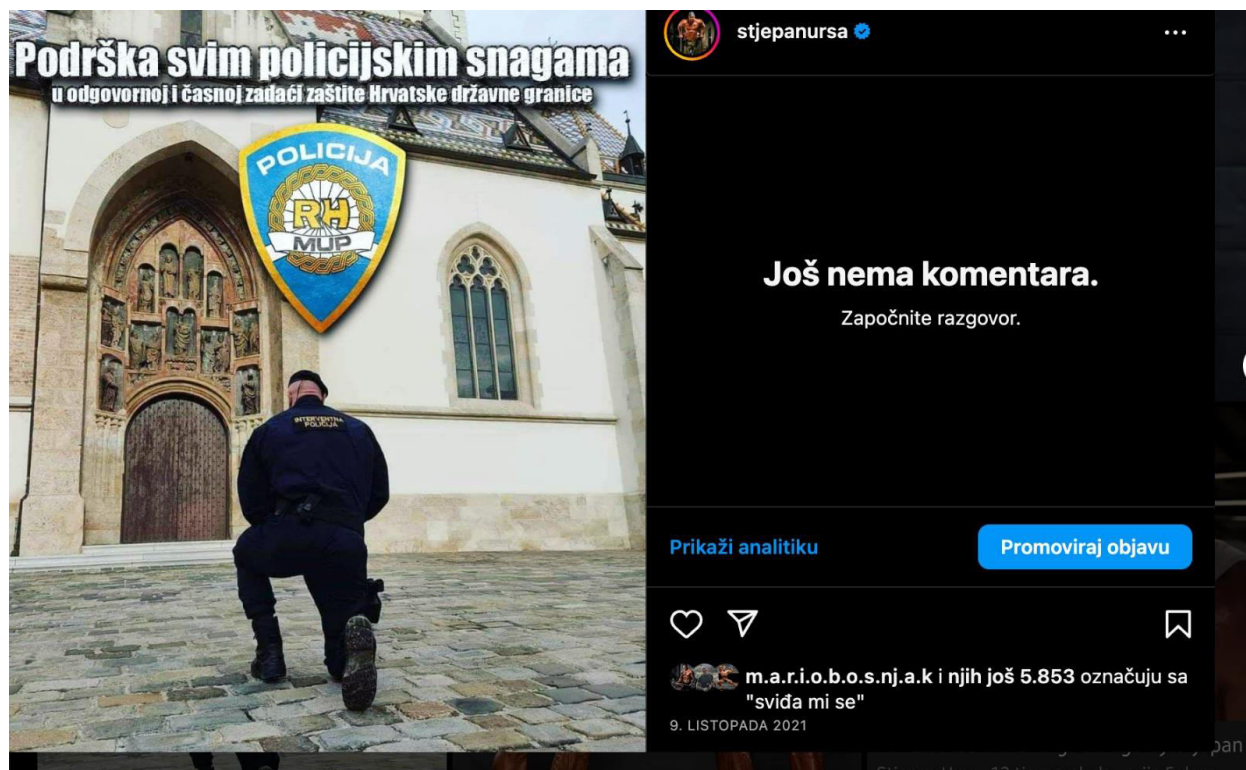 Podrška svim policijskim snagama
u odgovornoj i časnoj zadaći zaštite Hrvatske državne granice
POLICIJA
RH
MUP
INTERVENTNA
POLICIJA
stjepanursa
Još nema komentara.
Započnite razgovor.
Prikaži analitiku
Promoviraj objavu
m.a.r.i.o.b.o.s.nj.a.k i njih još 5.853 označuju sa
"sviđa mi se"
9. LISTOPADA 2021